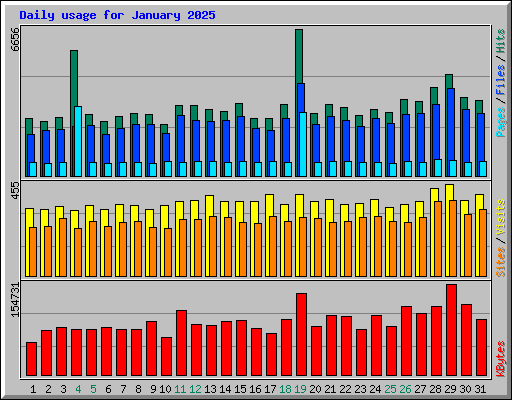 Daily usage for January 2025
6656
Pages / Files / Hits
455
Sites / Visits
154731
KBytes
1 2 3 4 5 6 7 8 9 10 11 12 13 14 15 16 17 18 19 20 21 22 23 24 25 26 27 28 29 30 31